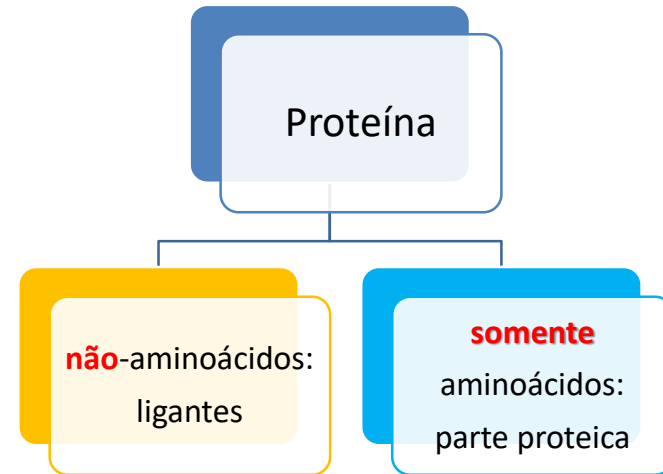 Proteína
não-aminoácidos:
ligantes
somente
aminoácidos:
parte proteica